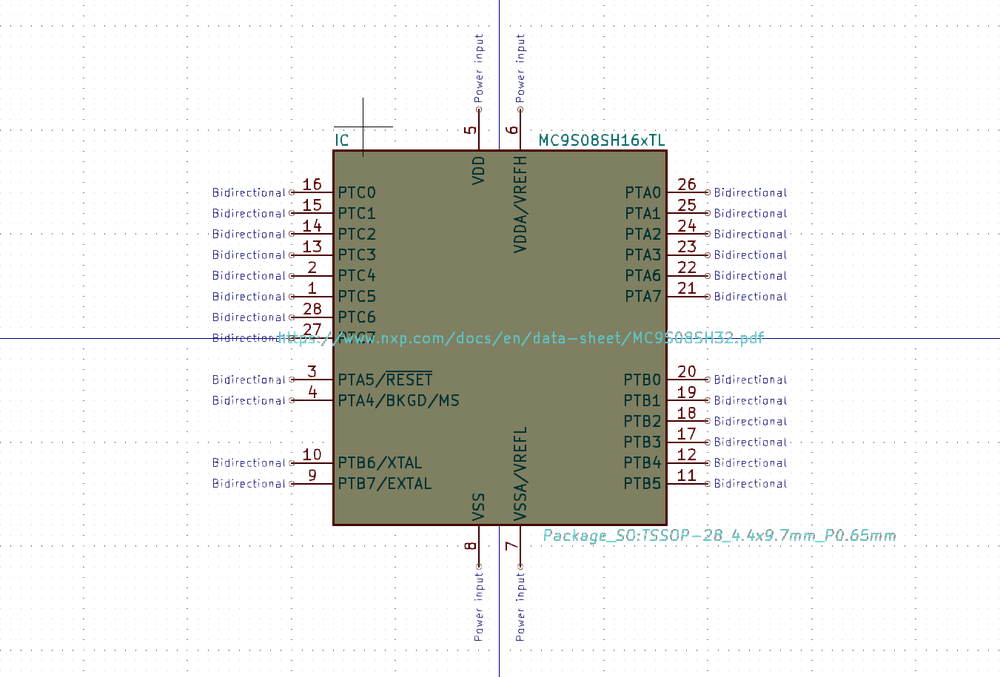 Power input
Power input
5
6
IC
MC9S08SH16xTL
VDD
VDDA/VREFH
Bidirectional 16 PTC0
PTA0 26 Bidirectional
Bidirectional 15 PTC1
PTA1 25 Bidirectional
Bidirectional 14 PTC2
PTA2 24 Bidirectional
Bidirectional 13 PTC3
PTA3 23 Bidirectional
Bidirectional 2 PTC4
PTA6 22 Bidirectional
Bidirectional 1 PTC5
PTA7 21 Bidirectional
Bidirectional 28 PTC6
Bidirectional 27 PTC7
https://www.nxp.com/docs/en/data-sheet/MC9S08SH32.pdf
Bidirectional 3 PTA5/RESET
PTB0 20 Bidirectional
Bidirectional 4 PTA4/BKGD/MS
PTB1 19 Bidirectional
PTB2 18 Bidirectional
PTB3 17 Bidirectional
Bidirectional 10 PTB6/XTAL
PTB4 12 Bidirectional
Bidirectional 9 PTB7/EXTAL
PTB5 11 Bidirectional
VSS
VSSA/VREFL
Package_SO:TSSOP-28_4.4x9.7mm_P0.65mm
8
7
Power input
Power input